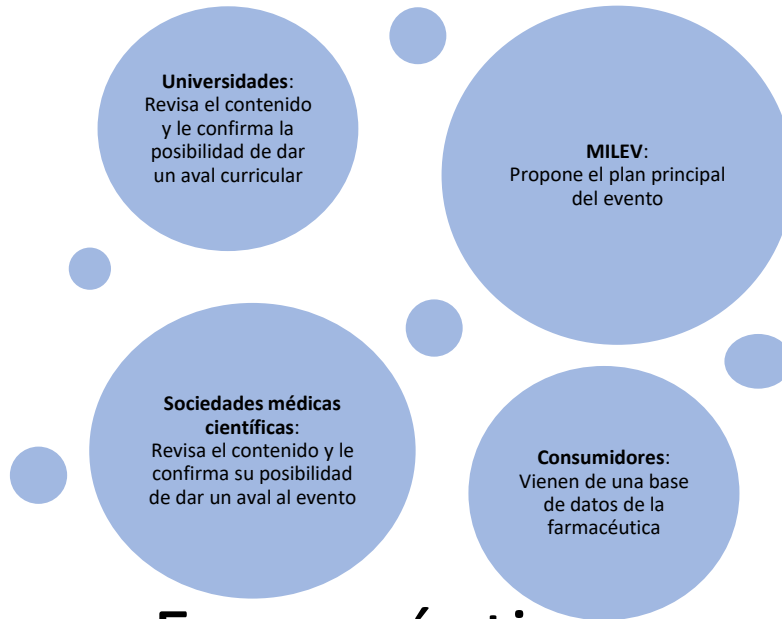 Universidades:
Revisa el contenido
y le confirma la
posibilidad de dar
un aval curricular
MILEV:
Propone el plan principal
del evento
Sociedades médicas
científicas:
Revisa el contenido y le
confirma su posibilidad
de dar un aval al evento
Consumidores:
Vienen de una base
de datos de la
farmacéutica